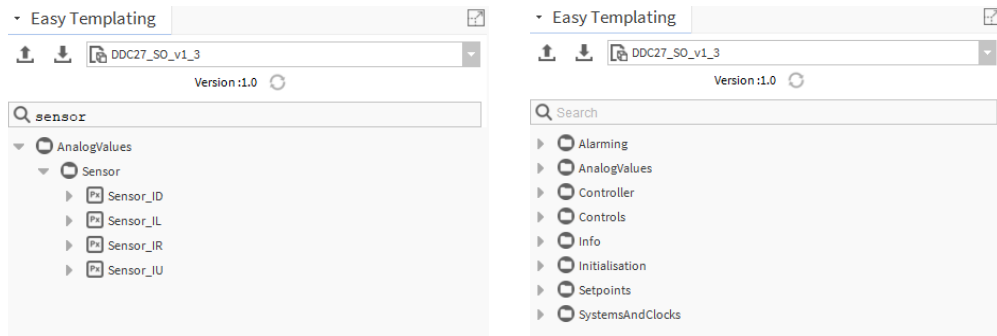 Easy Templating
DDC27_SO_v1_3
Version :1.0
sensor
AnalogValues
Sensor
Px Sensor_ID
Px Sensor_IL
Px Sensor_IR
Px Sensor_IU
Easy Templating
DDC27_SO_v1_3
Version :1.0
Search
Alarming
AnalogValues
Controller
Controls
Info
Initialisation
Setpoints
SystemsAndClocks